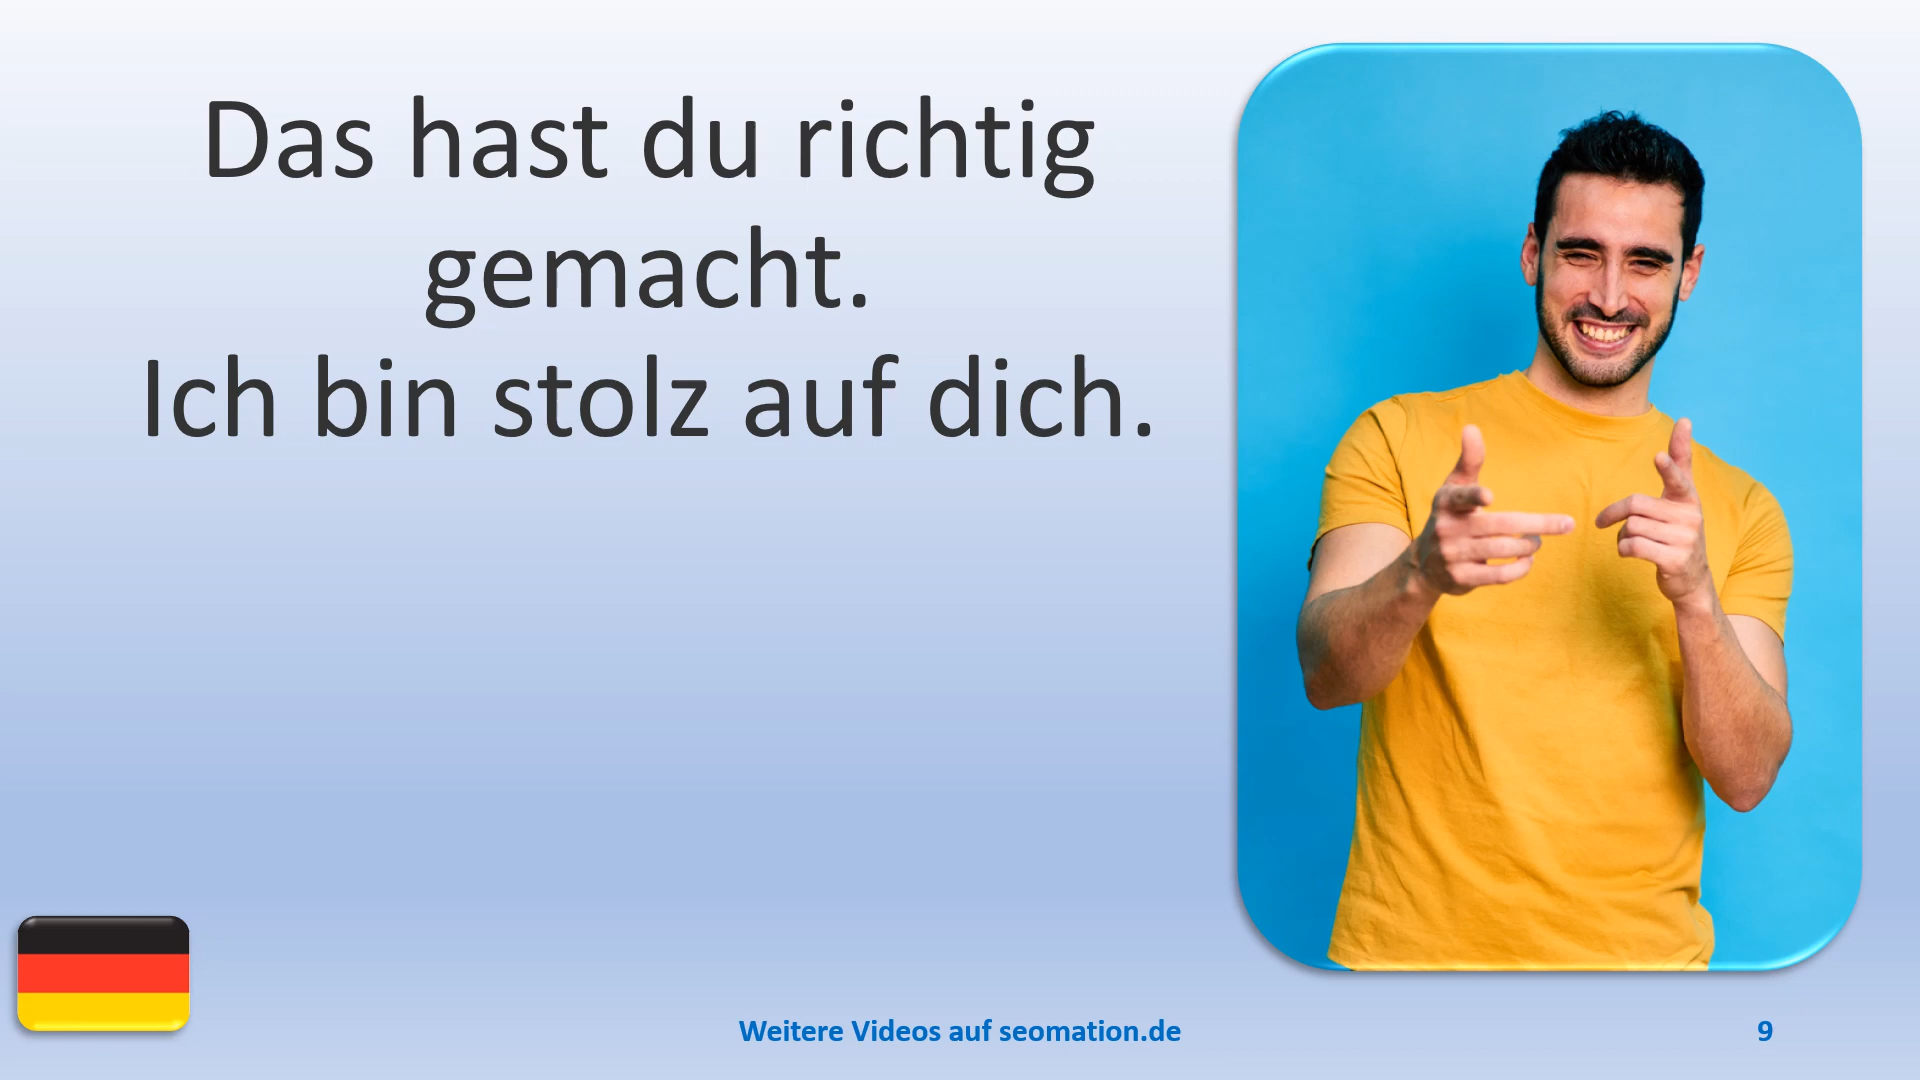 Das hast du richtig
gemacht.
Ich bin stolz auf dich.
Weitere Videos auf seomation.de
9